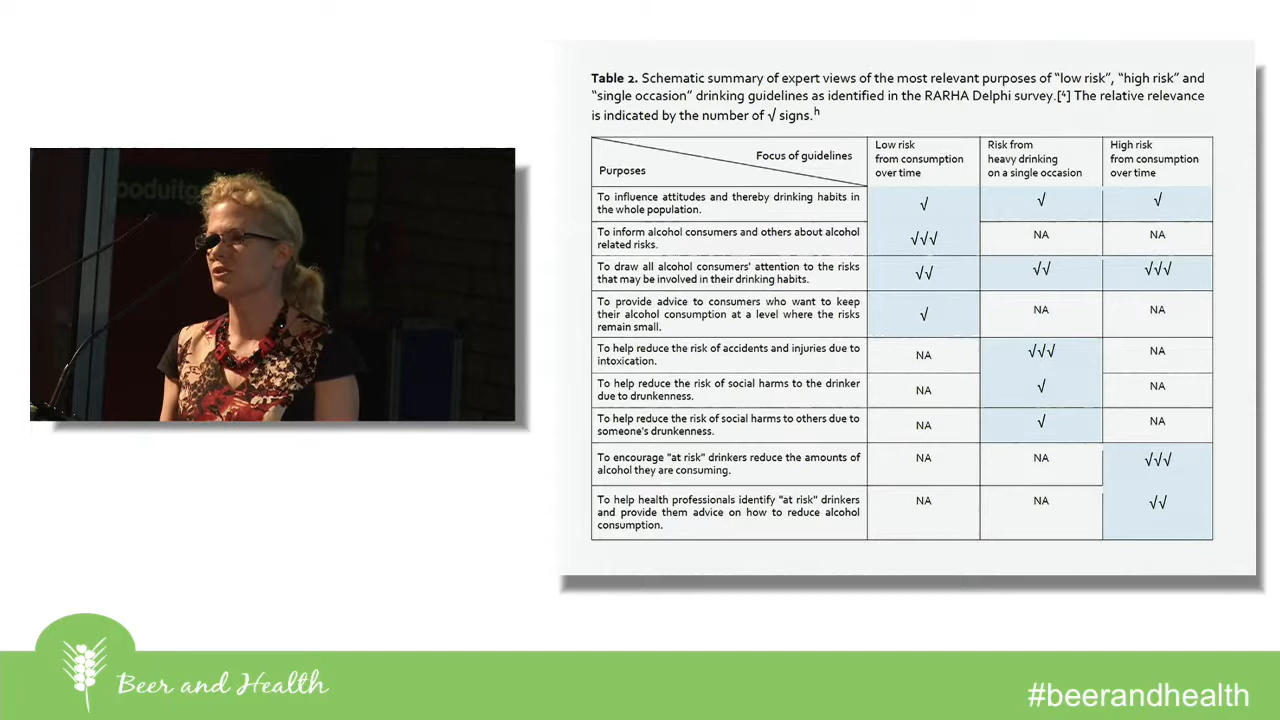 Table 2. Schematic summary of expert views of the most relevant purposes of “low risk”, “high risk” and
“single occasion” drinking guidelines as identified in the RARHA Delphi survey.[4] The relative relevance
is indicated by the number of √ signs.h
Focus of guidelines
Purposes
Low risk
from consumption
over time
Risk from
heavy drinking
on a single occasion
High risk
from consumption
over time
To influence attitudes and thereby drinking habits in
the whole population.
√ √ √
To inform alcohol consumers and others about alcohol
related risks.
√√√ NA NA
To draw all alcohol consumers' attention to the risks
that may be involved in their drinking habits.
√√ √√ √√√
To provide advice to consumers who want to keep
their alcohol consumption at a level where the risks
remain small.
√ NA NA
To help reduce the risk of accidents and injuries due to
intoxication.
NA √√√ NA
To help reduce the risk of social harms to the drinker
due to drunkenness.
NA √ NA
To help reduce the risk of social harms to others due to
someone's drunkenness.
NA √ NA
To encourage "at risk" drinkers reduce the amounts of
alcohol they are consuming.
NA NA √√√
To help health professionals identify "at risk" drinkers
and provide them advice on how to reduce alcohol
consumption.
NA NA √√
Beer and Health
#beerandhealth